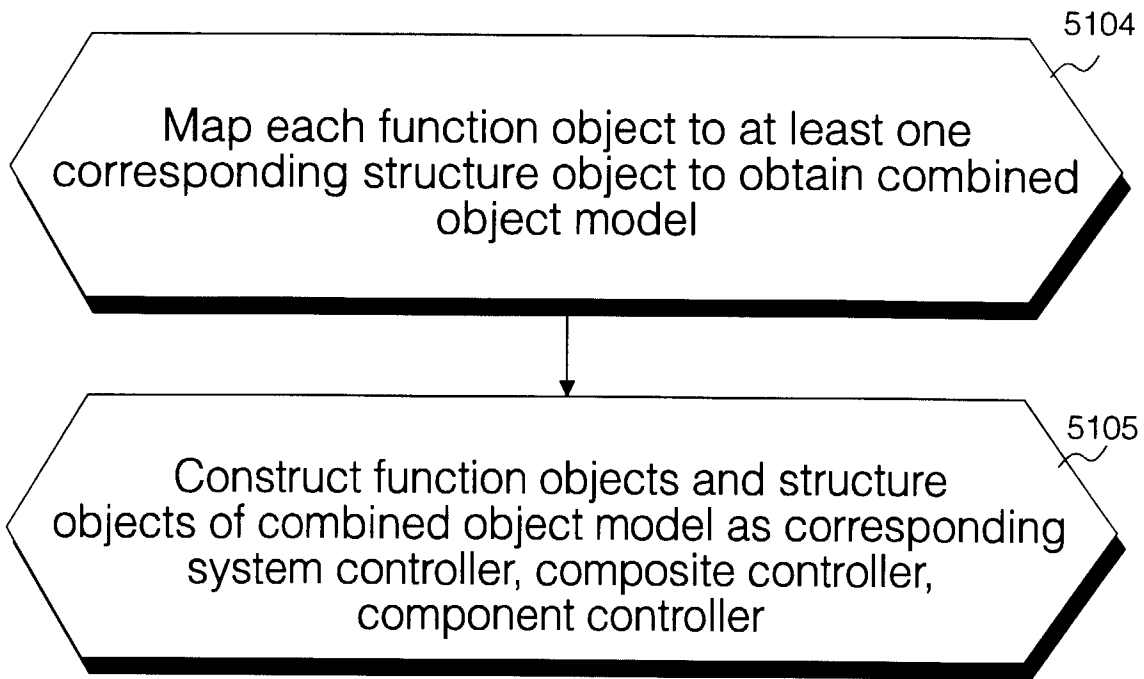 5104
Map each function object to at least one
corresponding structure object to obtain combined
object model
5105
Construct function objects and structure
objects of combined object model as corresponding
system controller, composite controller,
component controller